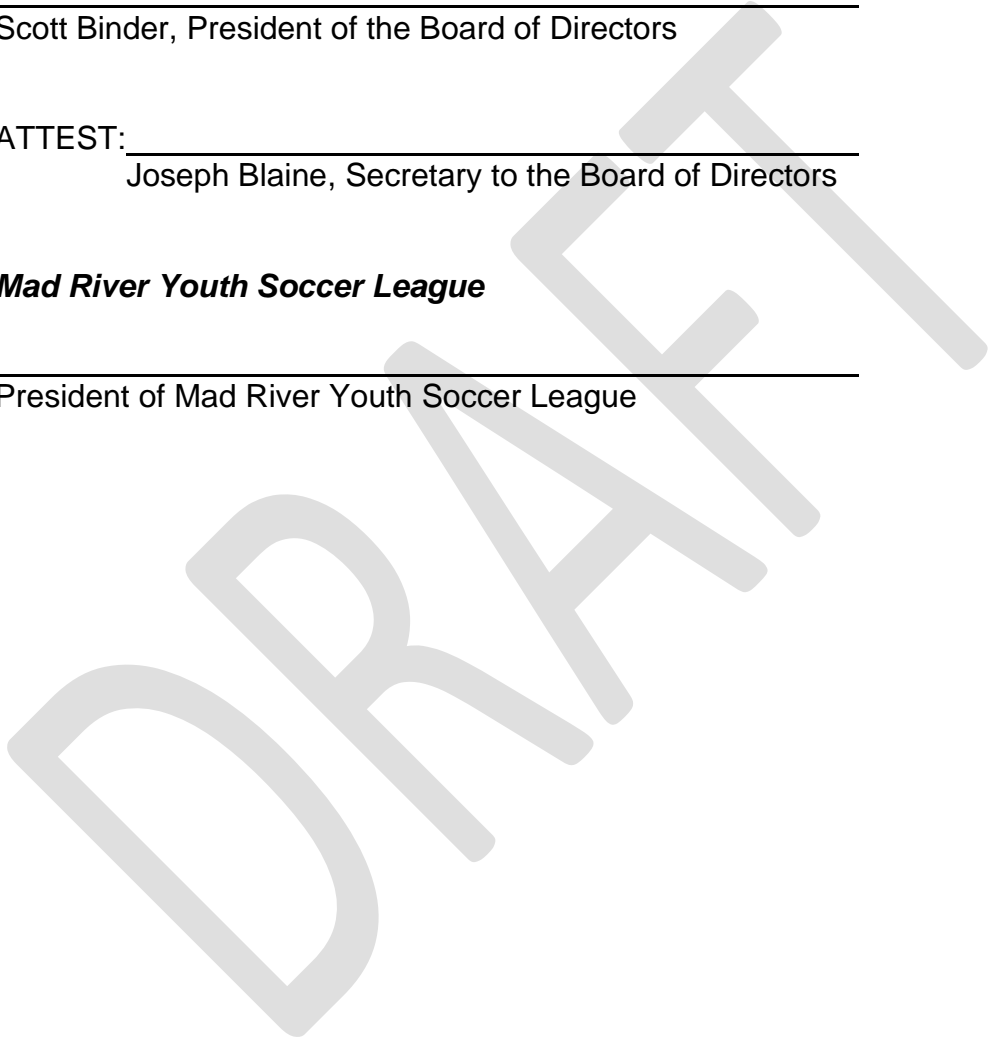 Scott Binder, President of the Board of Directors
ATTEST:
Joseph Blaine, Secretary to the Board of Directors
Mad River Youth Soccer League
President of Mad River Youth Soccer League
DRAFT